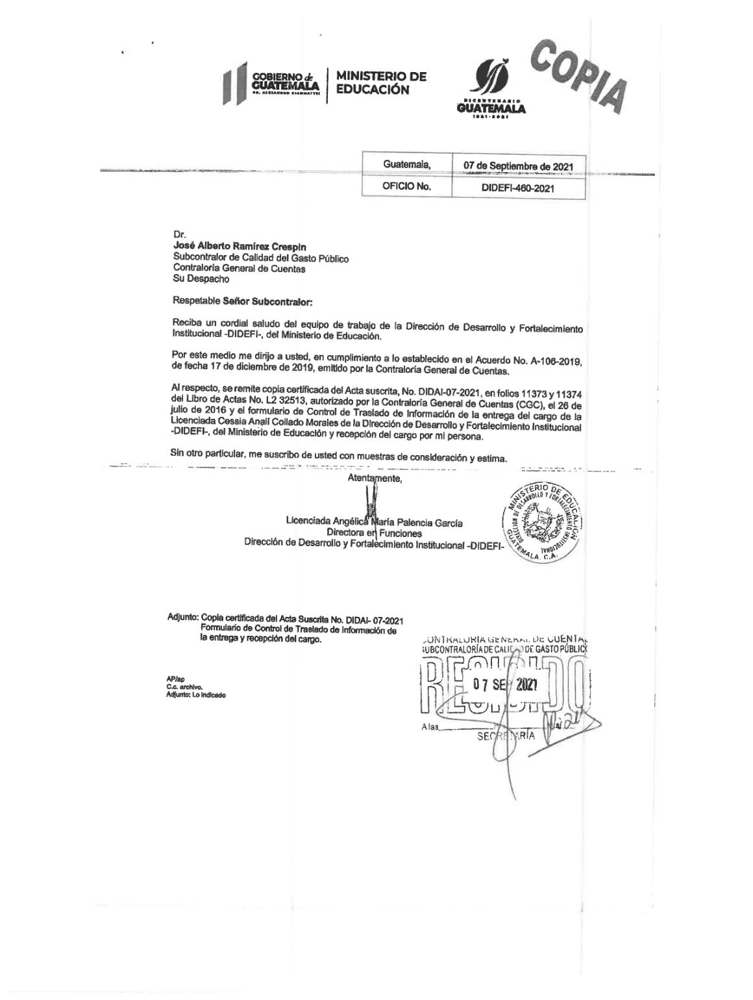 COPIA
GOBIERNO de
GUATEMALA
DR. ALEJANDRO GIAMMATTEI
MINISTERIO DE
EDUCACIÓN
BICENTENARIO
GUATEMALA
1821-2021
Guatemala, 07 de Septiembre de 2021
OFICIO No. DIDEFI-460-2021
Dr.
José Alberto Ramírez Crespin
Subcontralor de Calidad del Gasto Público
Contraloría General de Cuentas
Su Despacho
Respetable Señor Subcontralor:
Reciba un cordial saludo del equipo de trabajo de la Dirección de Desarrollo y Fortalecimiento
Institucional -DIDEFI-, del Ministerio de Educación.
Por este medio me dirijo a usted, en cumplimiento a lo establecido en el Acuerdo No. A-106-2019,
de fecha 17 de diciembre de 2019, emitido por la Contraloría General de Cuentas.
Al respecto, se remite copia certificada del Acta suscrita, No. DIDAI-07-2021, en folios 11373 y 11374
del Libro de Actas No. L2 32513, autorizado por la Contraloría General de Cuentas (CGC), el 26 de
julio de 2016 y el formulario de Control de Traslado de Información de la entrega del cargo de la
Licenciada Cessia Analí Collado Morales de la Dirección de Desarrollo y Fortalecimiento Institucional
-DIDEFI-, del Ministerio de Educación y recepción del cargo por mi persona.
Sin otro particular, me suscribo de usted con muestras de consideración y estima.
Atentamente,
Licenciada Angélica María Palencia García
Directora en Funciones
Dirección de Desarrollo y Fortalecimiento Institucional -DIDEFI-
MINISTERIO DE EDUCACIÓN
DIRECCION DE DESARROLLO Y FORTALECIMIENTO INSTITUCIONAL
GUATEMALA, C.A.
Adjunto: Copia certificada del Acta Suscrita No. DIDAI- 07-2021
Formulario de Control de Traslado de Información de
la entrega y recepción del cargo.
CONTRALORÍA GENERAL DE CUENTAS
SUBCONTRALORÍA DE CALIDAD DE GASTO PÚBLICO
RECIBIDO
07 SEP 2021
A las
SECRETARÍA
AP/ap
C.c. archivo.
Adjunto: Lo indicado